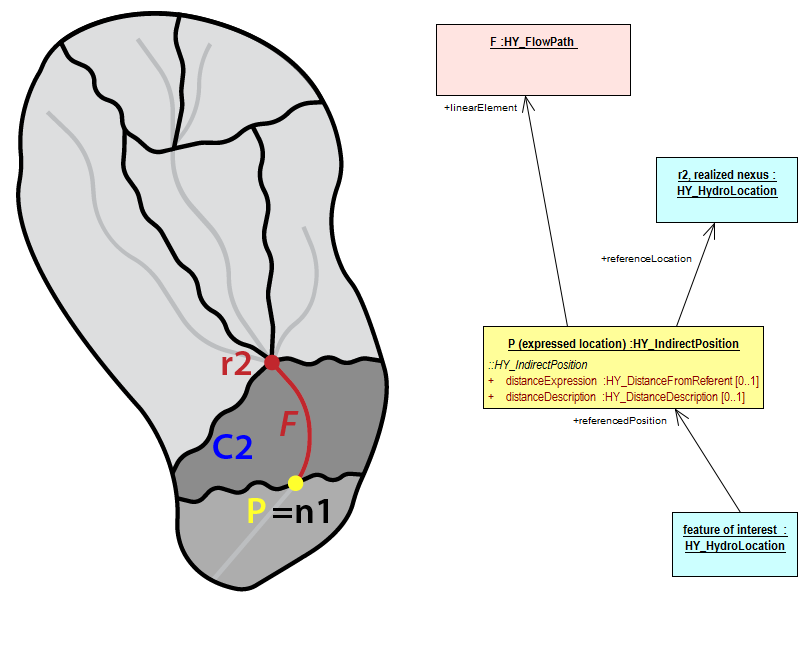 F :HY_FlowPath
+linearElement
r2, realized nexus :
HY_HydroLocation
+referenceLocation
P (expressed location) :HY_IndirectPosition
::HY_IndirectPosition
+ distanceExpression :HY_DistanceFromReferent [0..1]
+ distanceDescription :HY_DistanceDescription [0..1]
+referencedPosition
feature of interest :
HY_HydroLocation
r2
F
C2
P =n1